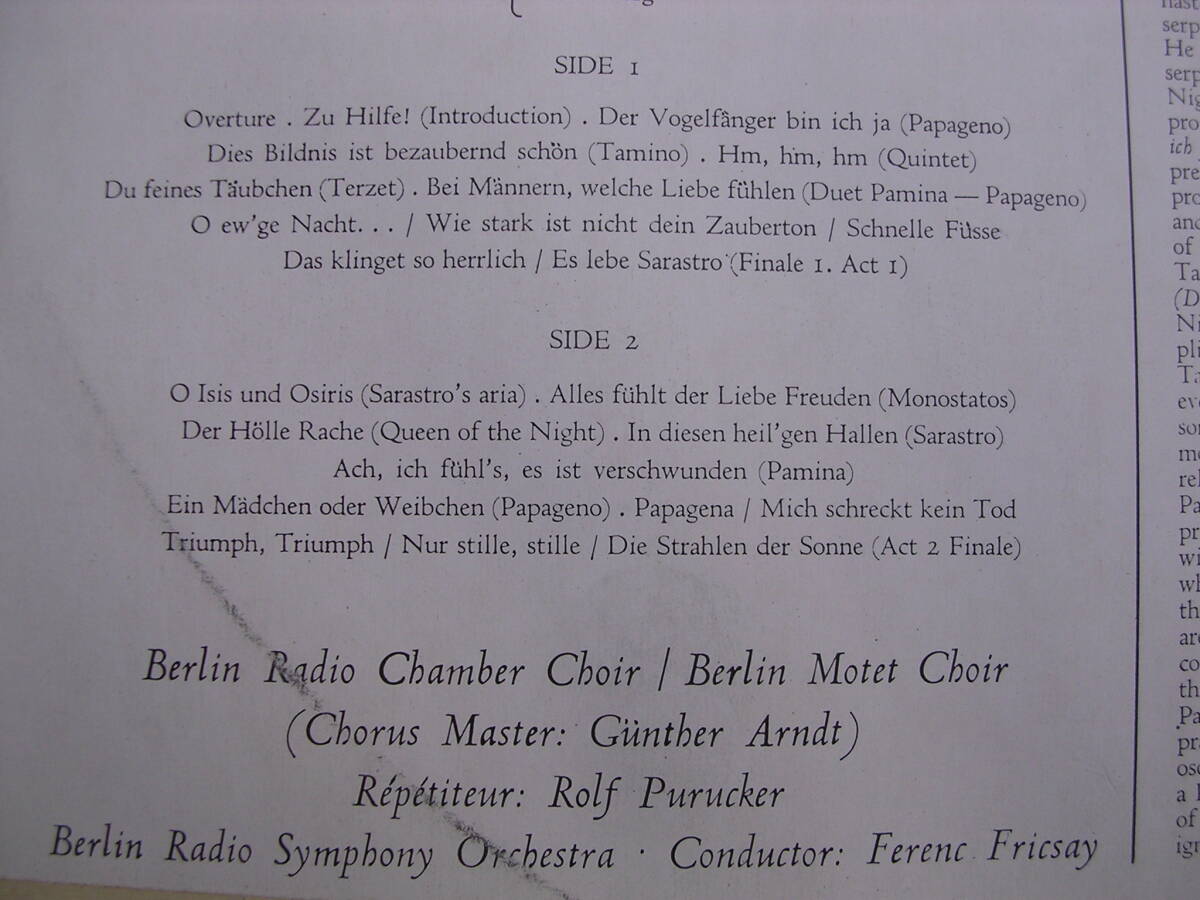 SIDE 1
Overture . Zu Hilfe! (Introduction) . Der Vogelfänger bin ich ja (Papageno)
Dies Bildnis ist bezaubernd schön (Tamino) . Hm, hm, hm (Quintet)
Du feines Täubchen (Terzet) . Bei Männern, welche Liebe fühlen (Duet Pamina — Papageno)
O ew'ge Nacht. . . / Wie stark ist nicht dein Zauberton / Schnelle Füsse
Das klinget so herrlich / Es lebe Sarastro (Finale 1. Act 1)
SIDE 2
O Isis und Osiris (Sarastro's aria) . Alles fühlt der Liebe Freuden (Monostatos)
Der Hölle Rache (Queen of the Night) . In diesen heil'gen Hallen (Sarastro)
Ach, ich fühl's, es ist verschwunden (Pamina)
Ein Mädchen oder Weibchen (Papageno) . Papagena / Mich schreckt kein Tod
Triumph, Triumph / Nur stille, stille / Die Strahlen der Sonne (Act 2 Finale)
Berlin Radio Chamber Choir / Berlin Motet Choir
(Chorus Master: Günther Arndt)
Répétiteur: Rolf Purucker
Berlin Radio Symphony Orchestra · Conductor: Ferenc Fricsay
He
ich
and
of